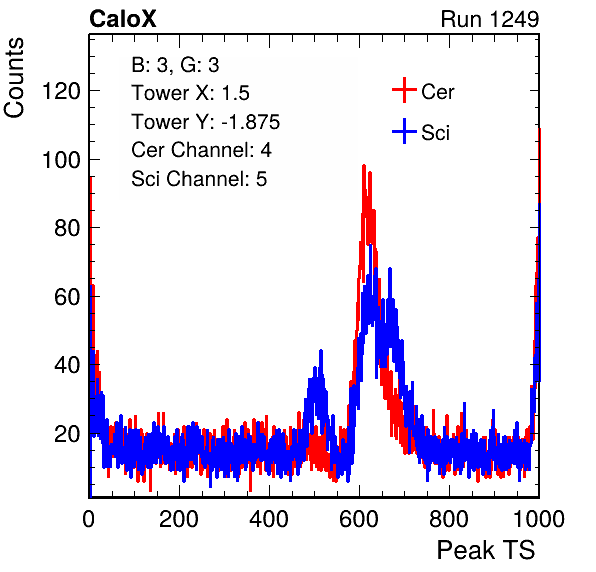 CaloX
Run 1249
Counts
B: 3, G: 3
Tower X: 1.5
Tower Y: -1.875
Cer Channel: 4
Sci Channel: 5
Cer
Sci
120
100
80
60
40
20
0 200 400 600 800 1000
Peak TS